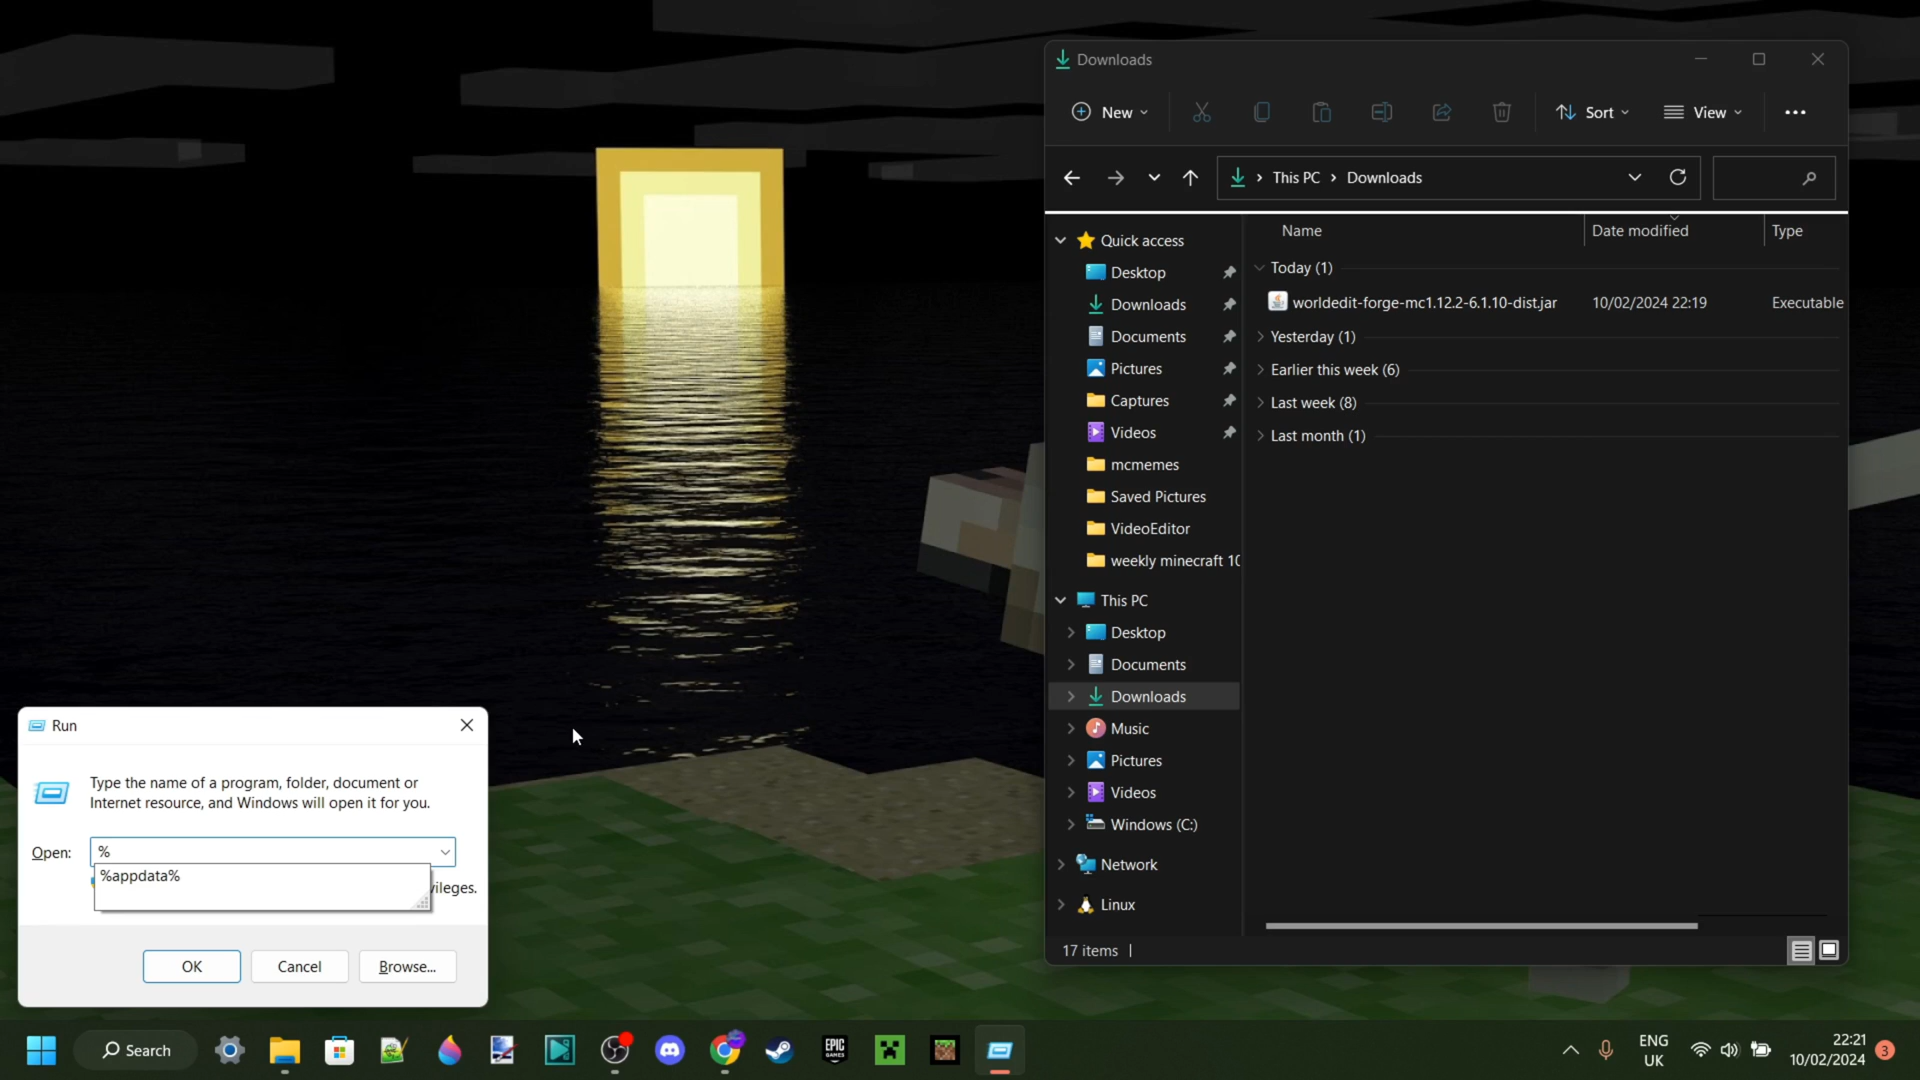 Downloads
New
Sort
View
This PC
Downloads
Quick access
Desktop
Downloads
Documents
Pictures
Captures
Videos
mcmemes
Saved Pictures
VideoEditor
weekly minecraft 10
This PC
Desktop
Documents
Downloads
Music
Pictures
Videos
Windows (C:)
Network
Linux
Name Date modified Type
Today (1)
worldedit-forge-mc1.12.2-6.1.10-dist.jar 10/02/2024 22:19 Executable
Yesterday (1)
Earlier this week (6)
Last week (8)
Last month (1)
17 items
Run
Type the name of a program, folder, document or
Internet resource, and Windows will open it for you.
Open: %
%appdata%
vileges.
OK Cancel Browse...
Search
EPIC
GAMES
ENG
UK
22:21
10/02/2024
3